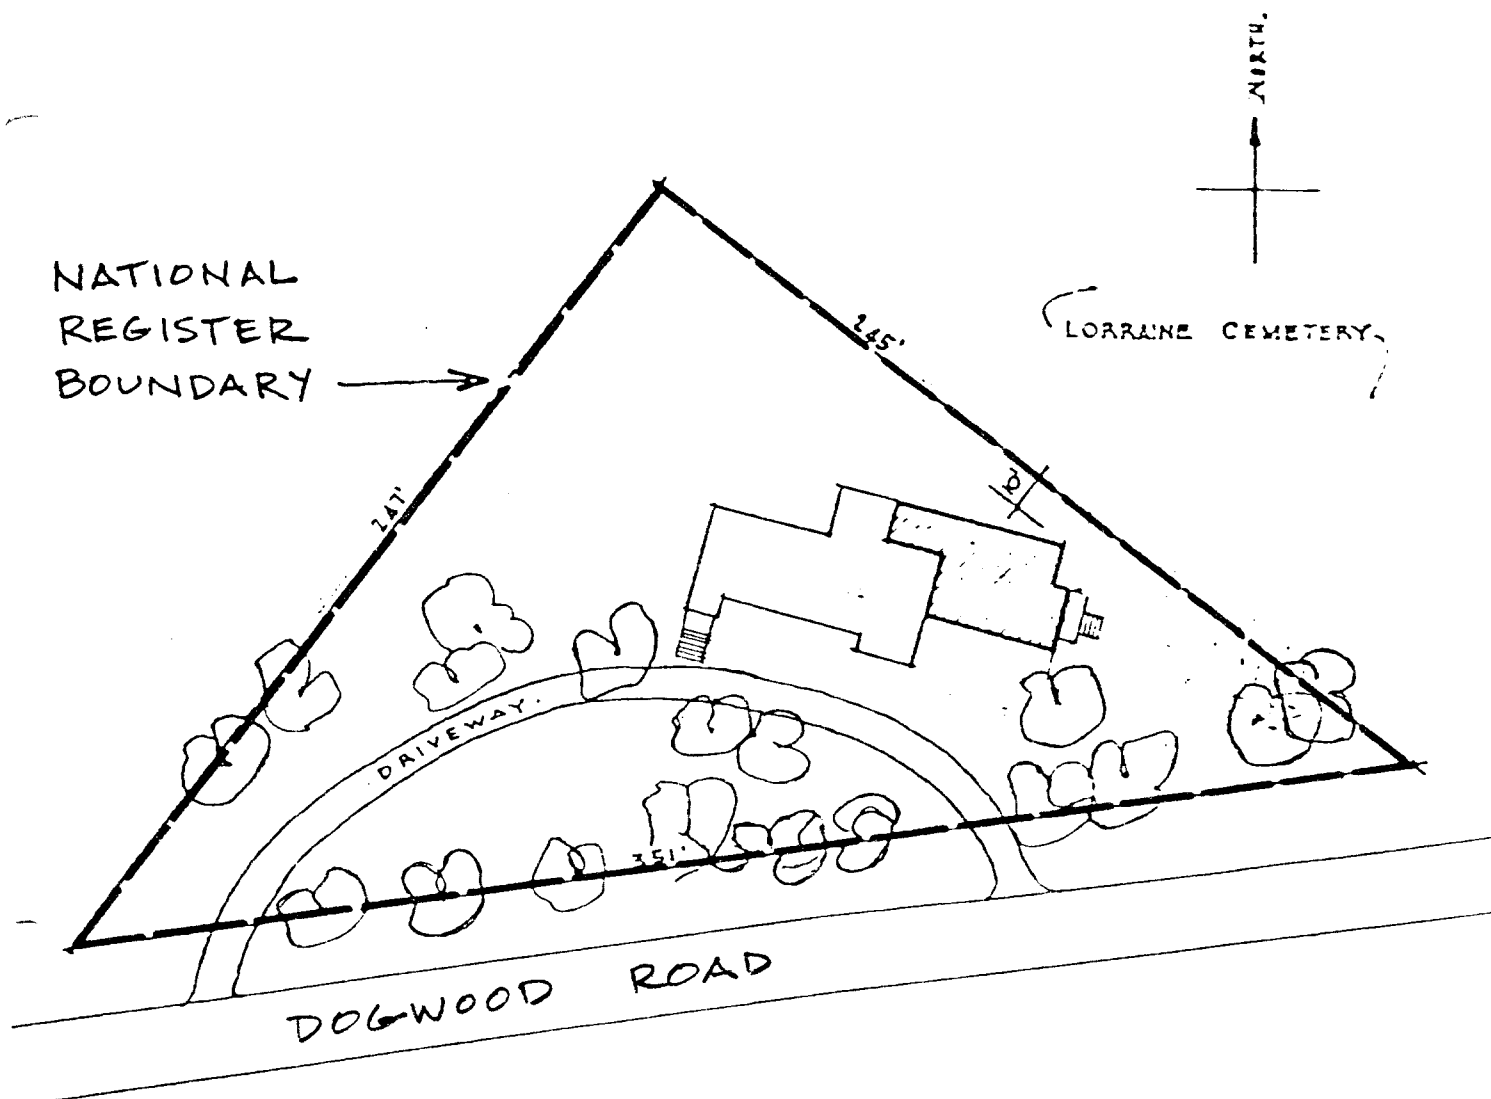 NORTH.
NATIONAL
REGISTER
BOUNDARY
LORRAINE CEMETERY
245'
247'
DRIVEWAY.
351'
DOGWOOD ROAD